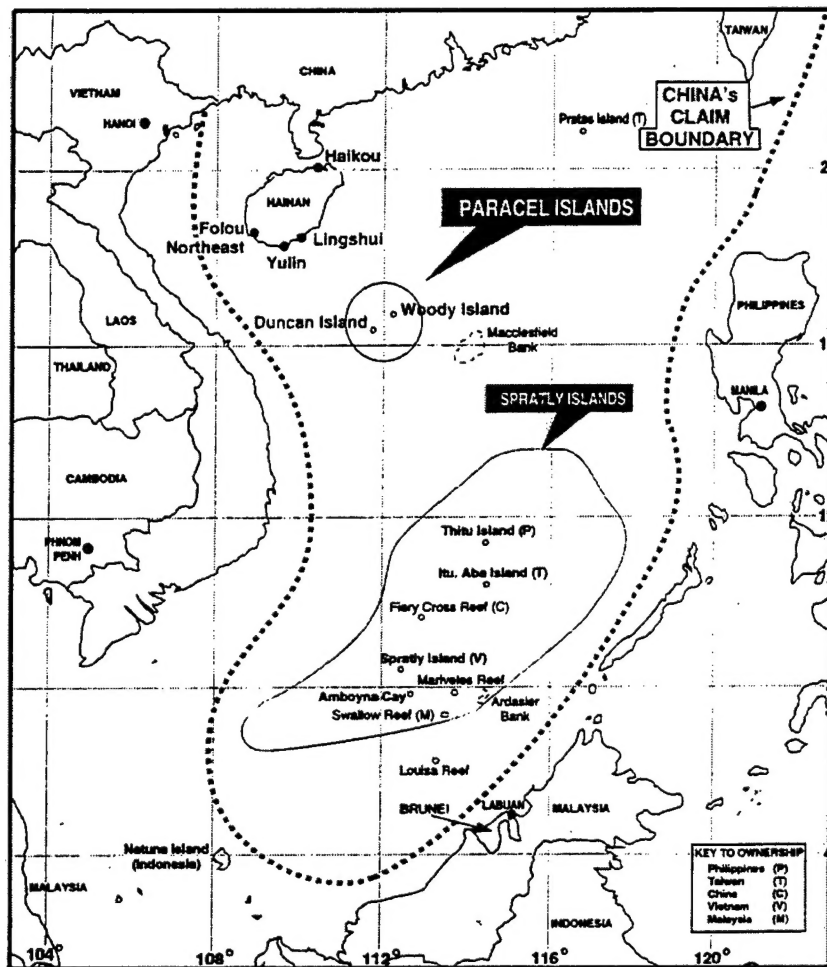 TAIWAN
CHINA
VIETNAM
HANOI
Pratas Island (T)
CHINA's
CLAIM
BOUNDARY
Haikou
HAINAN
PARACEL ISLANDS
Folou
Northeast
Lingshui
Yulin
Woody Island
Duncan Island
PHILIPPINES
LAOS
Macclesfield
Bank
THAILAND
SPRATLY ISLANDS
MANILA
CAMBODIA
Thitu Island (P)
PHNOM
PENH
Itu. Aba Island (T)
Fiery Cross Reef (C)
Spratly Island (V)
Mariveles Reef
Amboyna Cay
Ardasier
Bank
Swallow Reef (M)
Louisa Reef
BRUNEI
LABUAN
MALAYSIA
Natuna Island
(Indonesia)
MALAYSIA
KEY TO OWNERSHIP
Philippines (P)
Taiwan (T)
China (C)
Vietnam (V)
Malaysia (M)
INDONESIA
104°
108°
112°
116°
120°